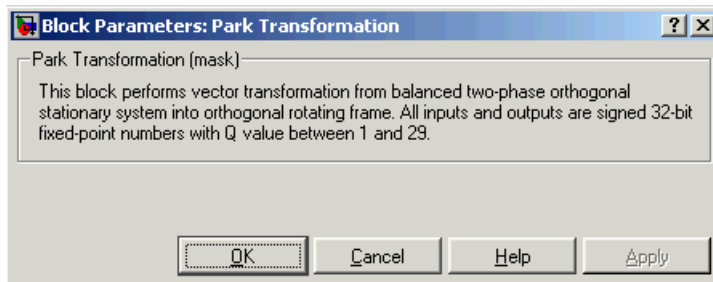 Block Parameters: Park Transformation
Park Transformation (mask)
This block performs vector transformation from balanced two-phase orthogonal
stationary system into orthogonal rotating frame. All inputs and outputs are signed 32-bit
fixed-point numbers with Q value between 1 and 29.
OK Cancel Help Apply